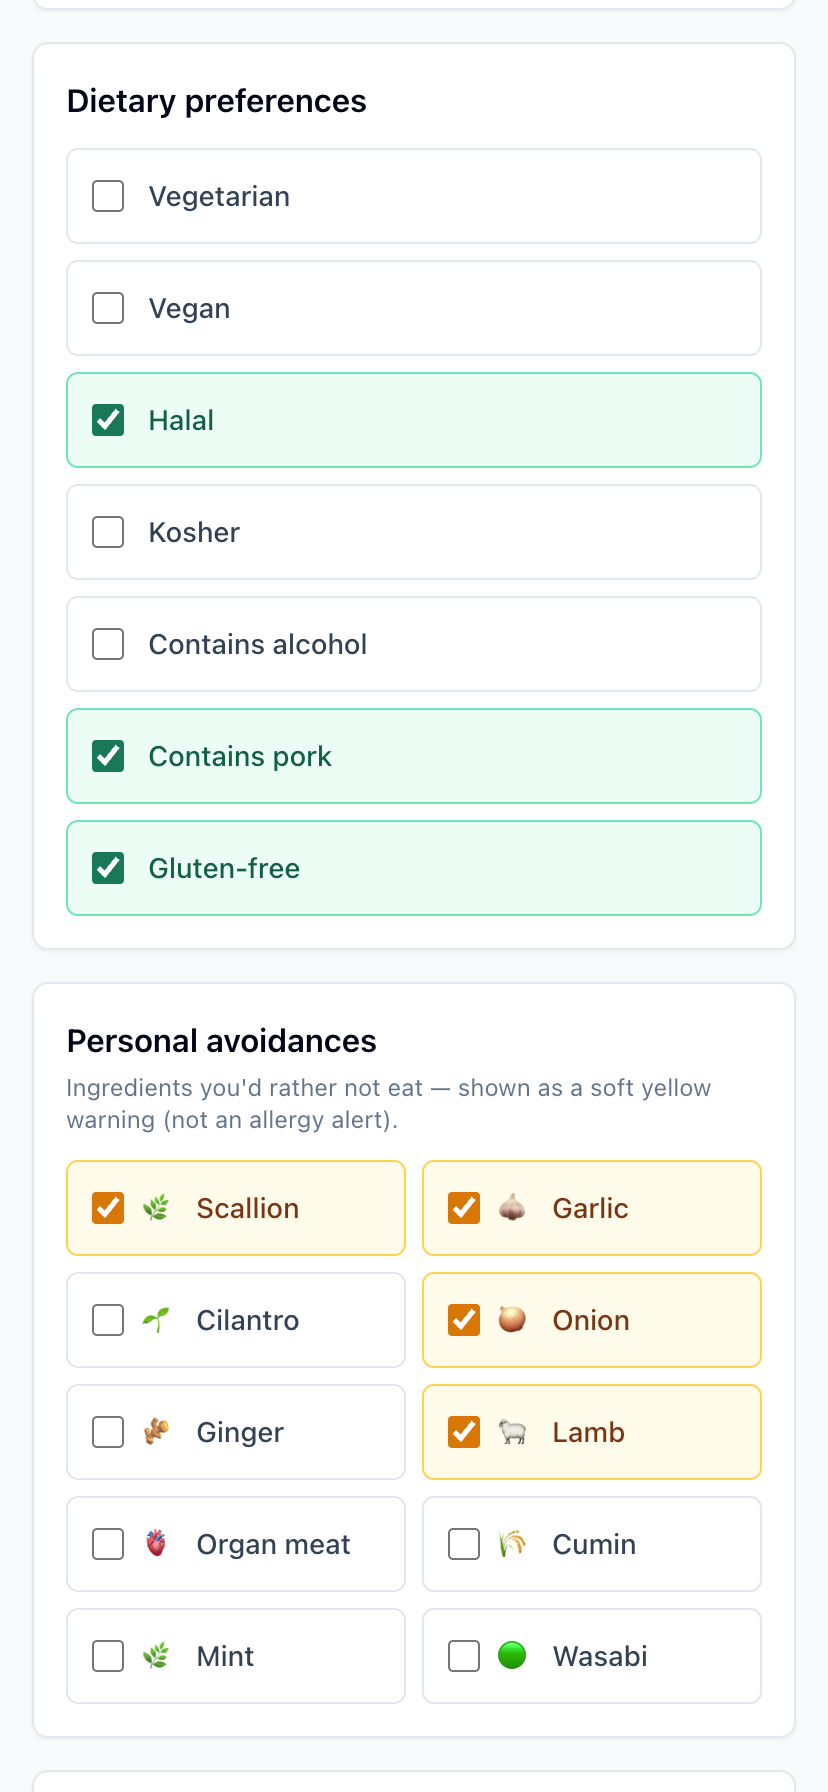 Dietary preferences
Vegetarian
Vegan
Halal
Kosher
Contains alcohol
Contains pork
Gluten-free
Personal avoidances
Ingredients you'd rather not eat — shown as a soft yellow
warning (not an allergy alert).
Scallion
Garlic
Cilantro
Onion
Ginger
Lamb
Organ meat
Cumin
Mint
Wasabi